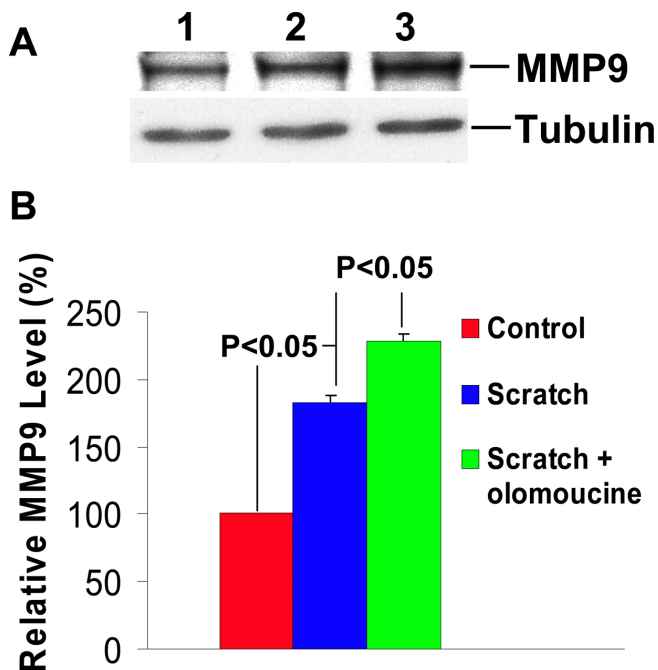 A
1 2 3
MMP9
Tubulin
B
Relative MMP9 Level (%)
P<0.05
P<0.05
250
200
150
100
50
0
Control
Scratch
Scratch +
olomoucine